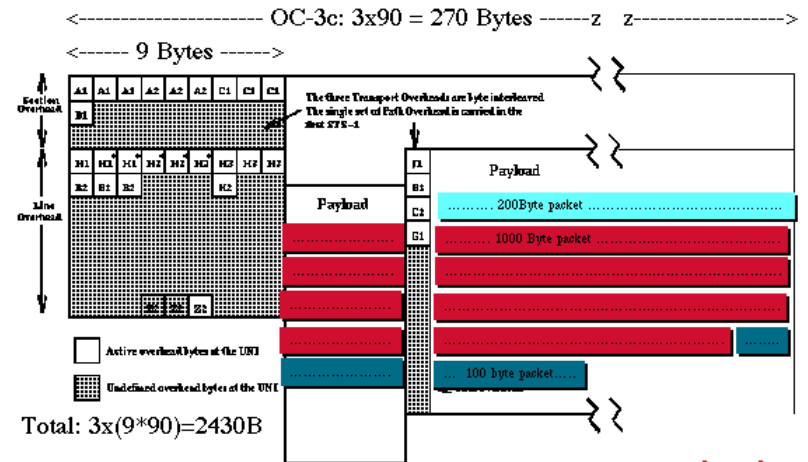 <------------------------ OC-3c: 3x90 = 270 Bytes ------z z------------------>
<------ 9 Bytes ------>
A1 A1 A1 A2 A2 A2 C1 C1 C1
Section
Overhead
B1
The three Transport Overheads are byte interleaved
The single set of Path Overhead is carried in the
first STS-1
H1 H1* H1* H2 H2* H2* H3 H3 H3
B2 B2 B2 K2
Line
Overhead
J1
B3
C2
G1
Payload
Payload
.......... 200Byte packet .............................
.......... 1000 Byte packet .............................
.... 100 byte packet.....
Z2 Z2 Z2
Active overhead bytes at the UNI
Undefined overhead bytes at the UNI
Total: 3x(9*90)=2430B